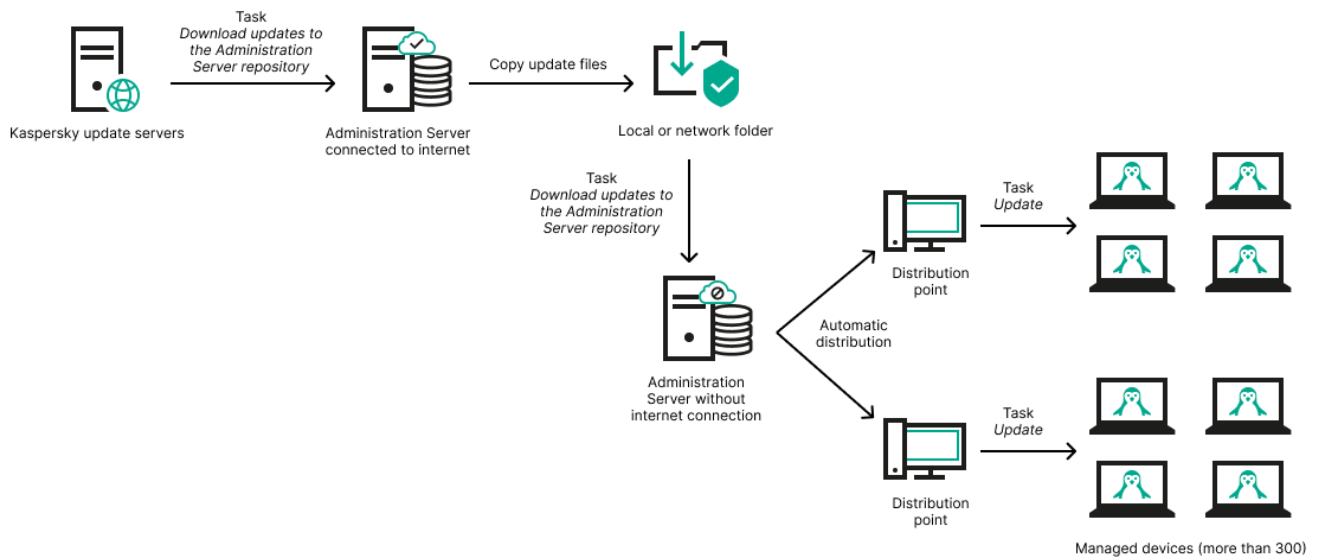 Task
Download updates to
the Administration
Server repository
Kaspersky update servers
Administration Server
connected to internet
Copy update files
Local or network folder
Task
Download updates to
the Administration
Server repository
Administration
Server without
internet connection
Automatic
distribution
Distribution
point
Task
Update
Distribution
point
Task
Update
Managed devices (more than 300)